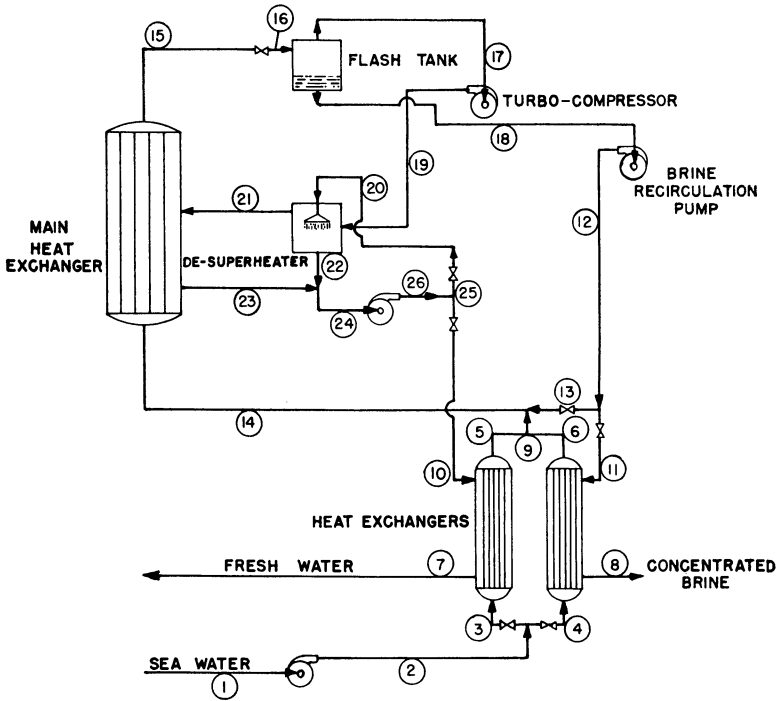 16
15
17
FLASH TANK
TURBO-COMPRESSOR
18
19
20
BRINE
RECIRCULATION
PUMP
21
12
MAIN
HEAT
EXCHANGER
DE-SUPERHEATER
22
23
26
25
24
13
14
5
9
6
10
11
HEAT EXCHANGERS
FRESH WATER
7
8
CONCENTRATED
BRINE
3
4
SEA WATER
2
1